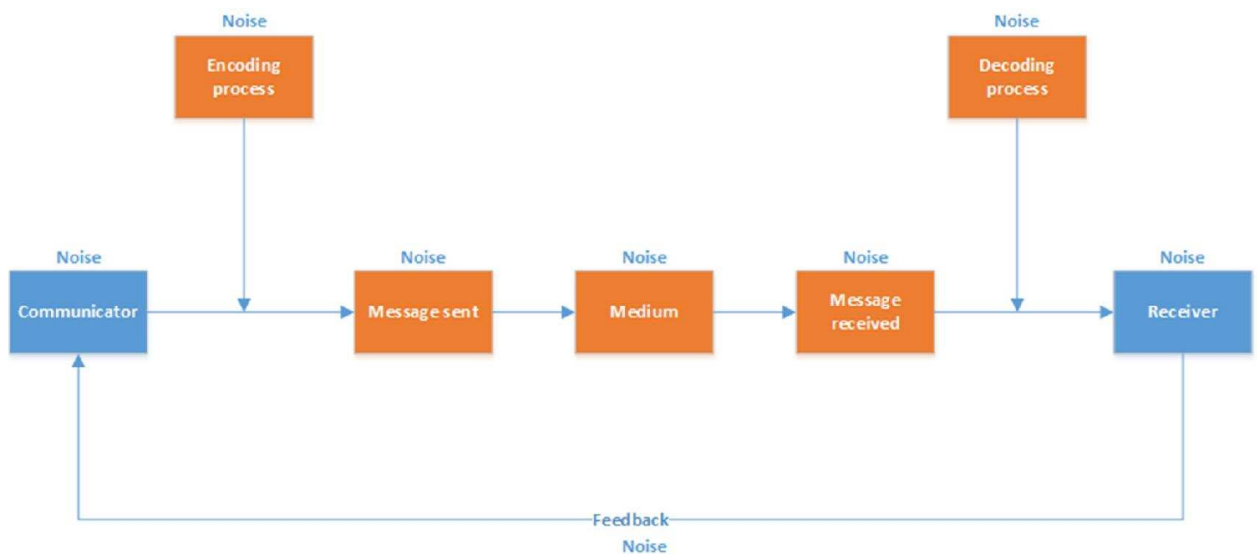 Noise
Noise
Encoding
process
Decoding
process
Noise
Noise
Noise
Noise
Noise
Communicator
Message sent
Medium
Message
received
Receiver
Feedback
Noise